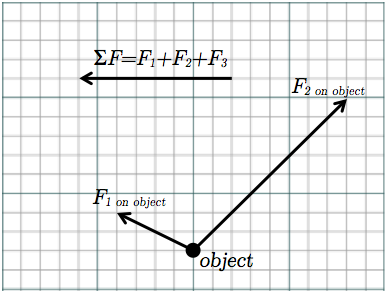 ΣF=F₁+F₂+F₃
F₂ on object
F₁ on object
object